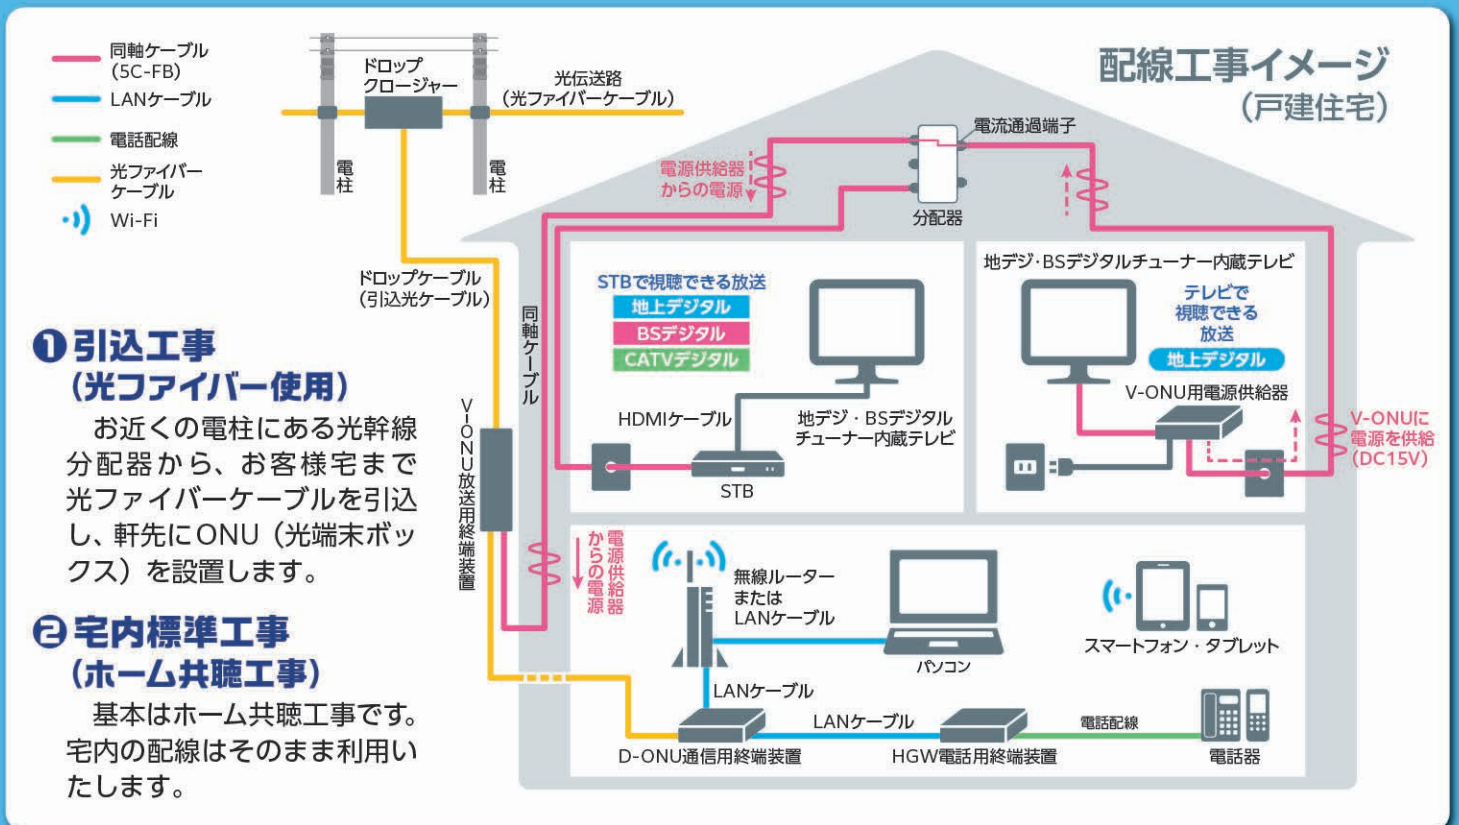 配線工事イメージ
(戸建住宅)
同軸ケーブル
(5C-FB)
LANケーブル
電話配線
光ファイバー
ケーブル
Wi-Fi
ドロップ
クロージャー
光伝送路
(光ファイバーケーブル)
電柱
電柱
ドロップケーブル
(引込光ケーブル)
電源供給器
からの電源
電流通過端子
分配器
❶引込工事
(光ファイバー使用)
お近くの電柱にある光幹線
分配器から、お客様宅まで
光ファイバーケーブルを引込
し、軒先にONU(光端末ボッ
クス)を設置します。
❷宅内標準工事
(ホーム共聴工事)
基本はホーム共聴工事です。
宅内の配線はそのまま利用い
たします。
V-ONU放送用終端装置
同軸ケーブル
STBで視聴できる放送
地上デジタル
BSデジタル
CATVデジタル
HDMIケーブル
地デジ・BSデジタル
チューナー内蔵テレビ
STB
地デジ・BSデジタルチューナー内蔵テレビ
テレビで
視聴できる
放送
地上デジタル
V-ONU用電源供給器
V-ONUに
電源を供給
(DC15V)
電源供給器
からの電源
無線ルーター
または
LANケーブル
パソコン
スマートフォン・タブレット
LANケーブル
LANケーブル
電話配線
D-ONU通信用終端装置
HGW電話用終端装置
電話器